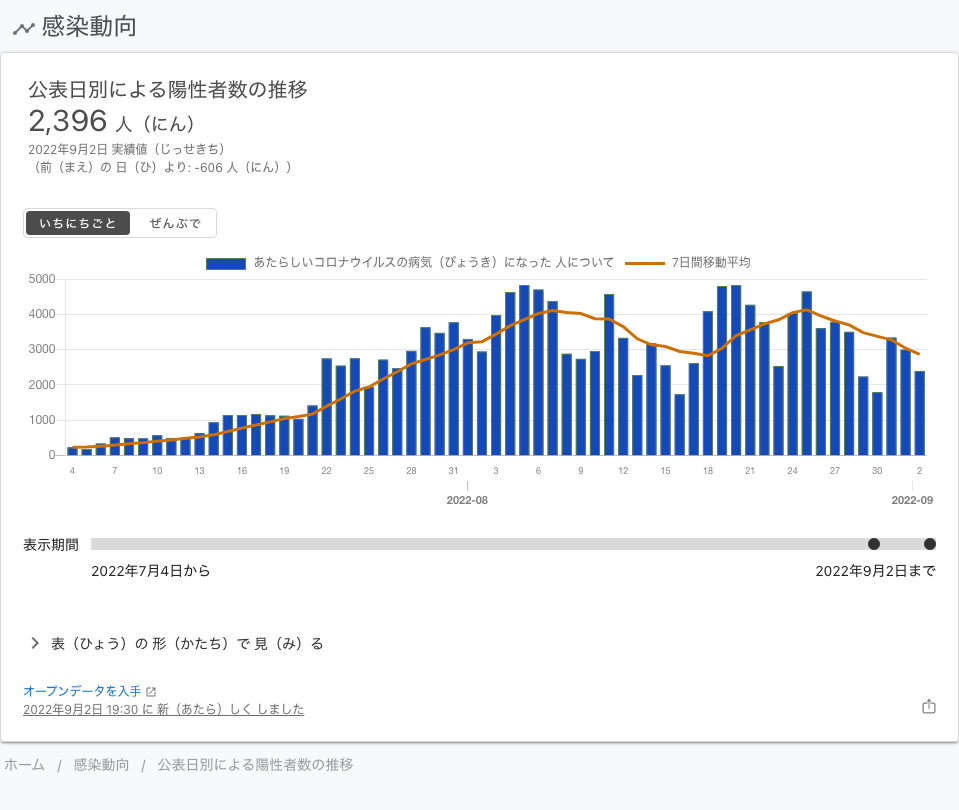 感染動向
公表日別による陽性者数の推移
2,396 人（にん）
2022年9月2日 実績値（じっせきち）
（前（まえ）の 日（ひ）より: -606 人（にん））
いちにちごと ぜんぶで
あたらしいコロナウイルスの病気（びょうき）になった 人について 7日間移動平均
5000
4000
3000
2000
1000
0
4 7 10 13 16 19 22 25 28 31 3 6 9 12 15 18 21 24 27 30 2
2022-08 2022-09
表示期間
2022年7月4日から 2022年9月2日まで
表（ひょう）の 形（かたち）で 見（み）る
オープンデータを入手
2022年9月2日 19:30 に 新（あたら）しく しました
ホーム / 感染動向 / 公表日別による陽性者数の推移